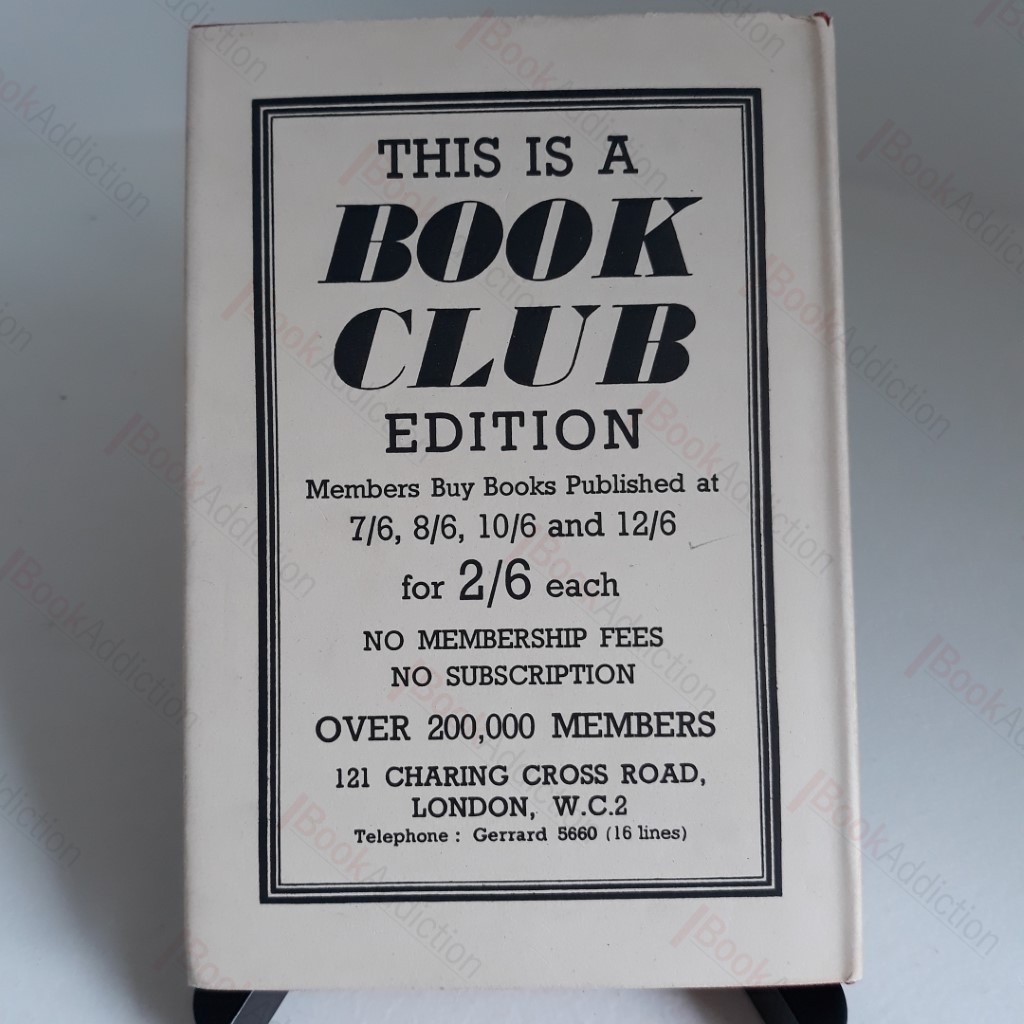 THIS IS A
BOOK
CLUB
EDITION
Members Buy Books Published at
7/6, 8/6, 10/6 and 12/6
for 2/6 each
NO MEMBERSHIP FEES
NO SUBSCRIPTION
OVER 200,000 MEMBERS
121 CHARING CROSS ROAD,
LONDON, W.C.2
Telephone : Gerrard 5660 (16 lines)
BookAddiction